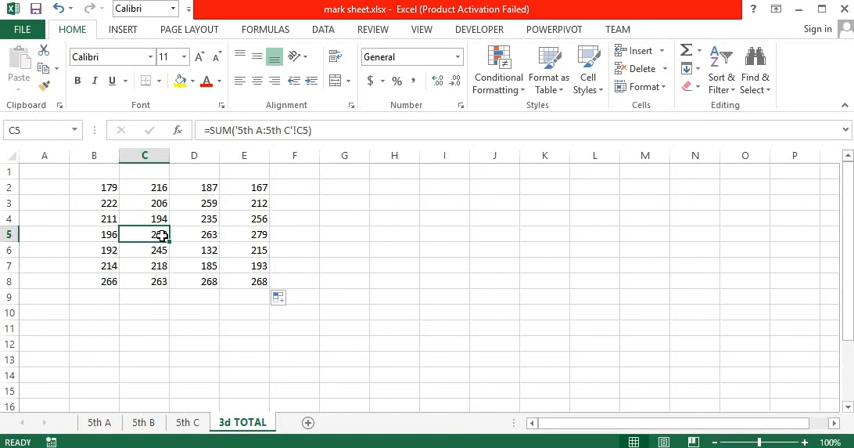 Calibri
mark sheet.xlsx - Excel (Product Activation Failed)
?
FILE HOME INSERT PAGE LAYOUT FORMULAS DATA REVIEW VIEW DEVELOPER POWERPIVOT TEAM Sign in
Paste
Calibri 11
B I U
General
$ % ,
Conditional Formatting
Format as Table
Cell Styles
Insert
Delete
Format
Sort & Filter
Find & Select
Clipboard Font Alignment Number Styles Cells Editing
C5 fx =SUM('5th A:5th C'!C5)
A B C D E F G H I J K L M N O P
1
2 179 216 187 167
3 222 206 259 212
4 211 194 235 256
5 196 263 279
6 192 245 132 215
7 214 218 185 193
8 266 263 268 268
9
10
11
12
13
14
15
16
5th A 5th B 5th C 3d TOTAL
READY 100%